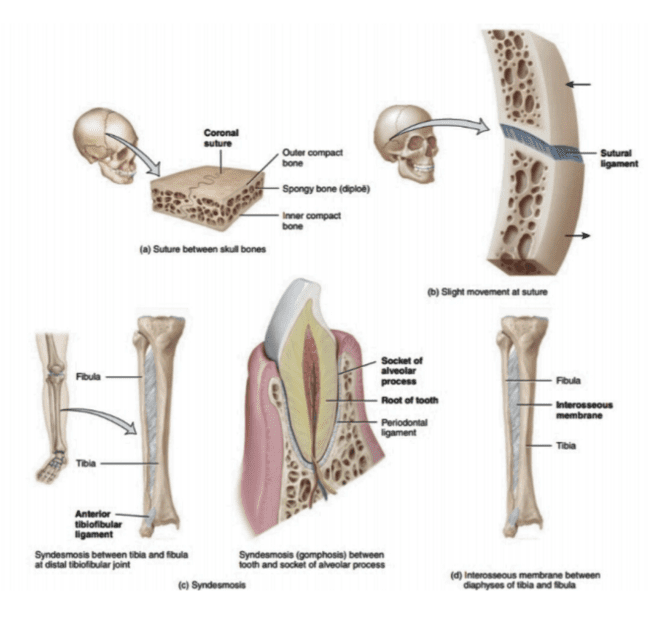 Coronal
suture
Outer compact
bone
Spongy bone (diploë)
Inner compact
bone
(a) Suture between skull bones
Sutural
ligament
(b) Slight movement at suture
Fibula
Tibia
Anterior
tibiofibular
ligament
Syndesmosis between tibia and fibula
at distal tibiofibular joint
Socket of
alveolar
process
Root of tooth
Periodontal
ligament
Syndesmosis (gomphosis) between
tooth and socket of alveolar process
(c) Syndesmosis
Fibula
Interosseous
membrane
Tibia
(d) Interosseous membrane between
diaphyses of tibia and fibula